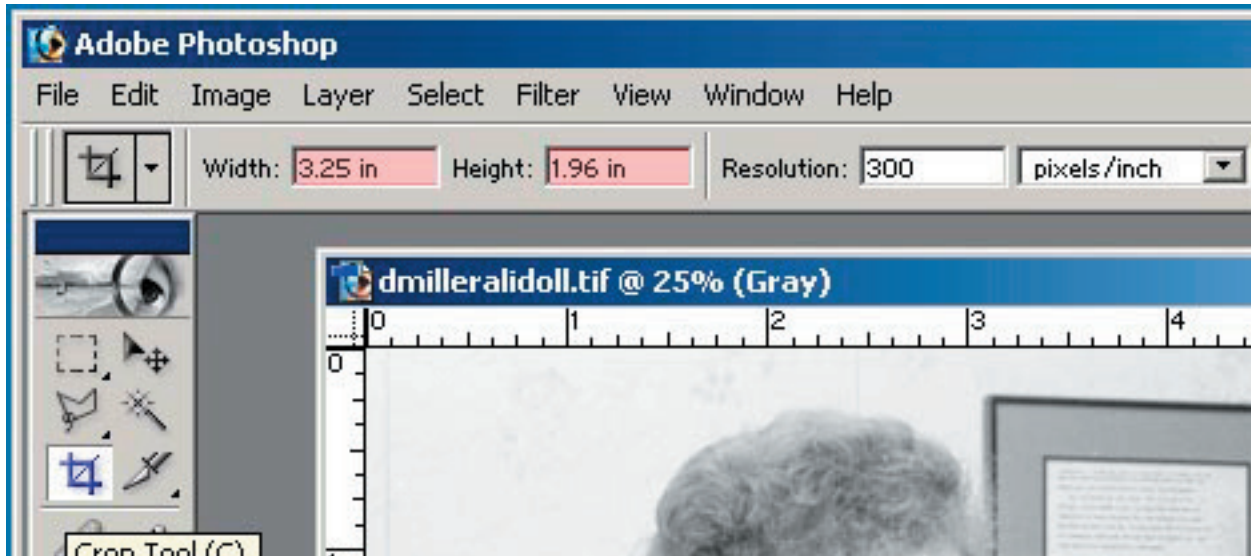 Adobe Photoshop
File Edit Image Layer Select Filter View Window Help
Width: 3.25 in Height: 1.96 in Resolution: 300 pixels/inch
dmilleralidoll.tif @ 25% (Gray)
0 1 2 3 4
0
Crop Tool (C)